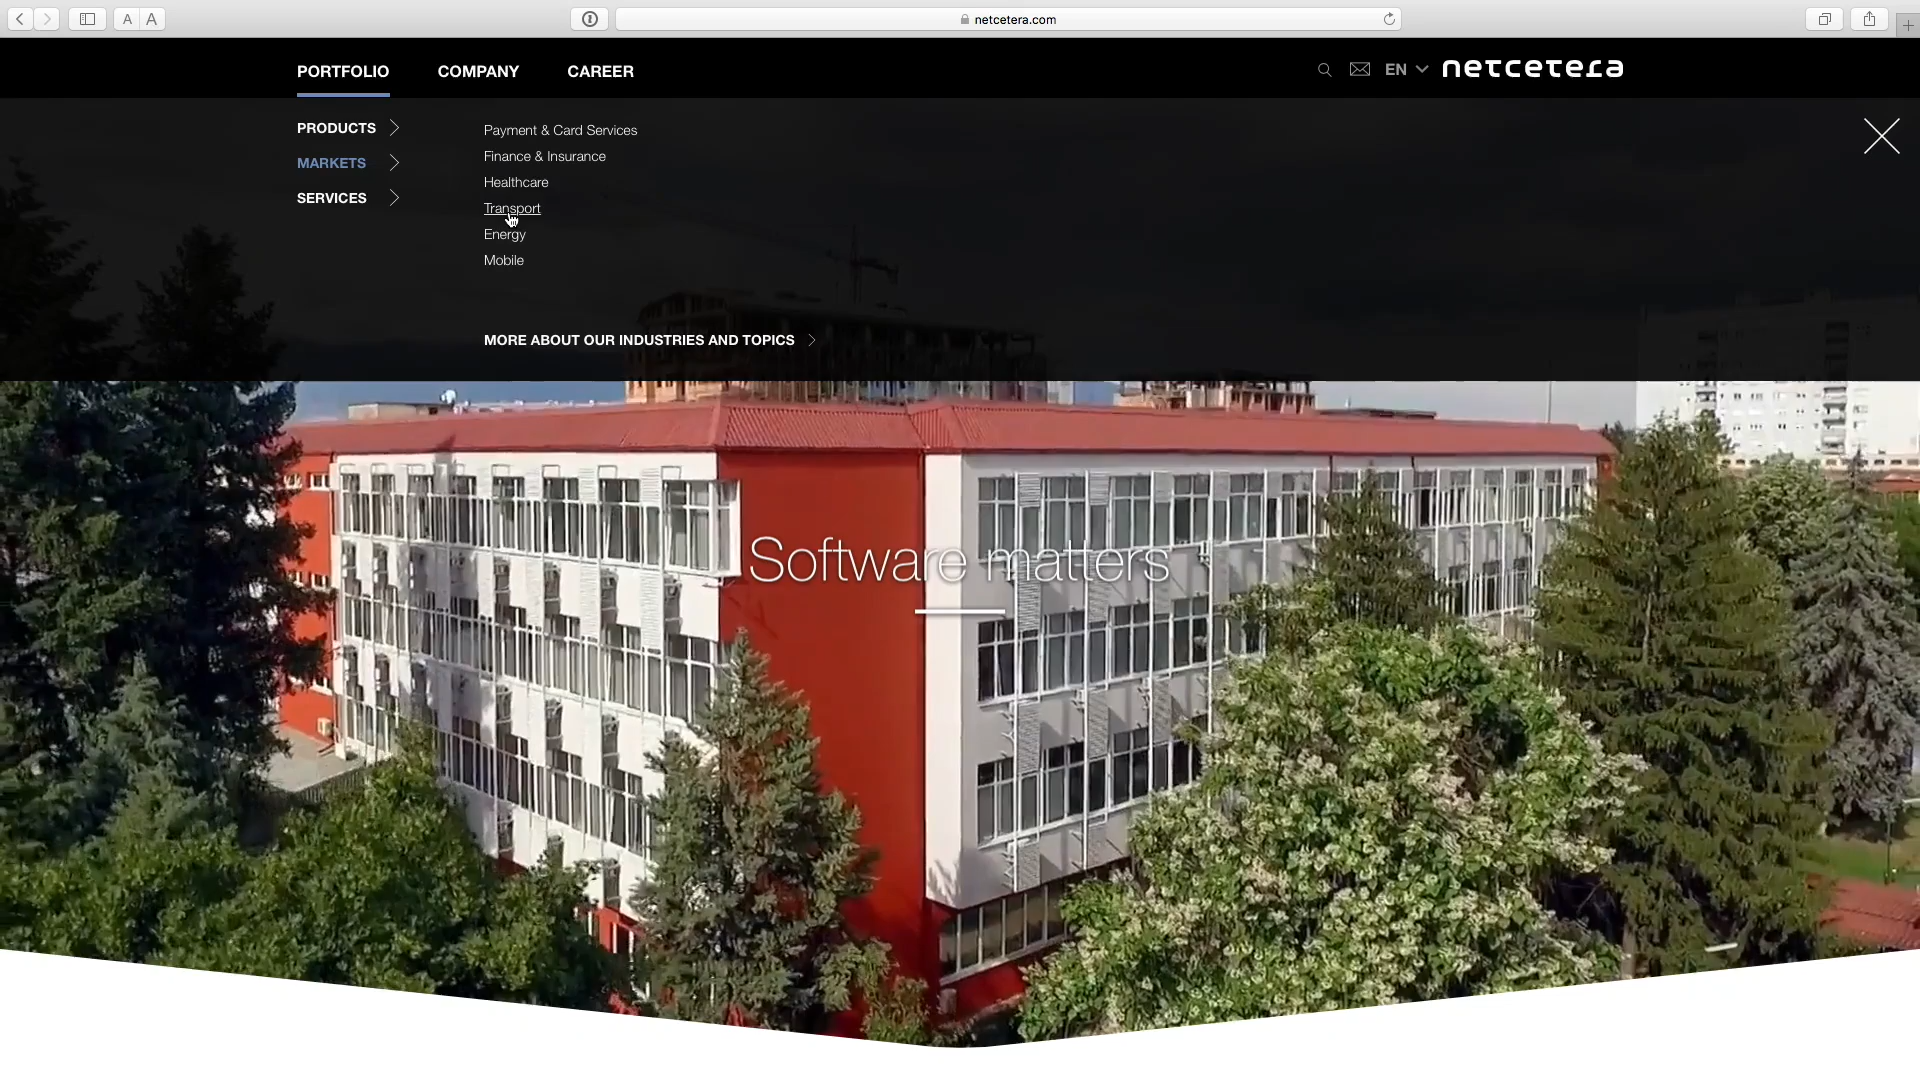 A A
netcetera.com
PORTFOLIO COMPANY CAREER
EN
netcetera
PRODUCTS
MARKETS
SERVICES
Payment & Card Services
Finance & Insurance
Healthcare
Transport
Energy
Mobile
MORE ABOUT OUR INDUSTRIES AND TOPICS
Software matters